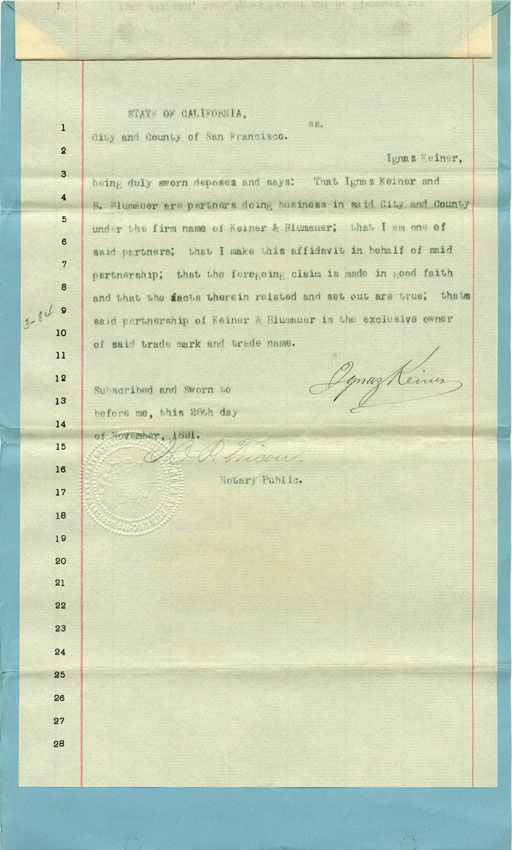 STATE OF CALIFORNIA,
ss.
1
City and County of San Francisco.
2
Ignaz Keiner,
3
being duly sworn deposes and says: That Ignaz Keiner and
4
B. Blumauer are partners doing business in said City and County
5
under the firm name of Keiner & Blumauer; that I am one of
6
said partners; that I make this affidavit in behalf of said
7
partnership; that the foregoing claim is made in good faith
8
and that the facts therein related and set out are true; that
9
said partnership of Keiner & Blumauer is the exclusive owner
10
of said trade mark and trade name.
11
Ignaz Keiner
12
Subscribed and Sworn to
13
before me, this 28th day
14
of November, 1891.
15
16
Notary Public.
17
18
19
20
21
22
23
24
25
26
27
28